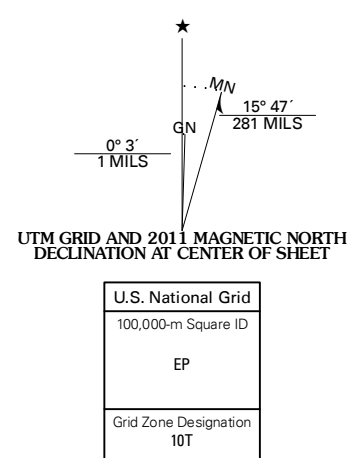 ★
MN
GN
15° 47´
281 MILS
0° 3´
1 MILS
UTM GRID AND 2011 MAGNETIC NORTH
DECLINATION AT CENTER OF SHEET
U.S. National Grid
100,000-m Square ID
EP
Grid Zone Designation
10T